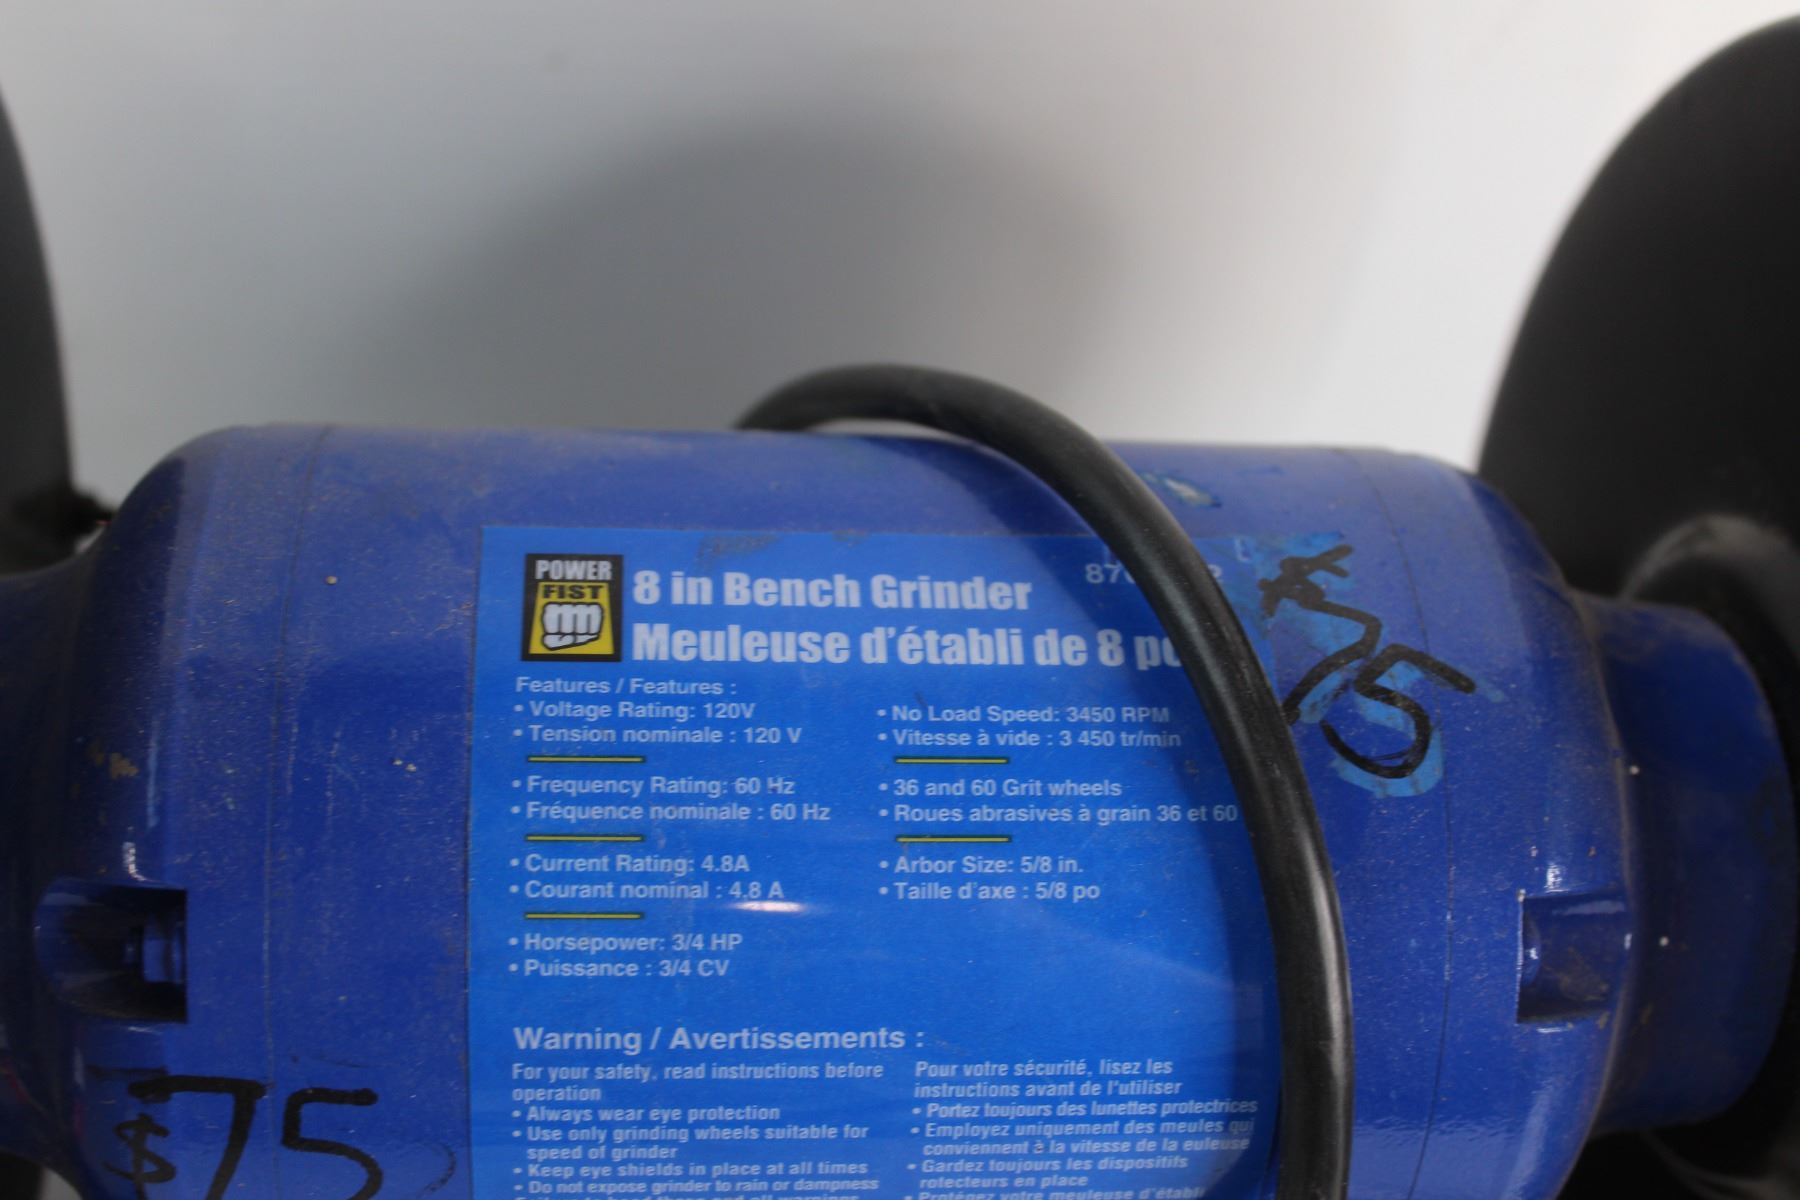 POWER
FIST
8 in Bench Grinder
Meuleuse d'établi de 8
$75
Features / Features :
• Voltage Rating: 120V
• Tension nominale : 120 V
• Frequency Rating: 60 Hz
• Fréquence nominale : 60 Hz
• Current Rating: 4.8A
• Courant nominal : 4.8 A
• Horsepower: 3/4 HP
• Puissance : 3/4 CV
• No Load Speed: 3450 RPM
• Vitesse à vide : 3 450 tr/min
• 36 and 60 Grit wheels
• Roues abrasives à grain 36 et 60
• Arbor Size: 5/8 in.
• Taille d'axe : 5/8 po
Warning / Avertissements :
For your safety, read instructions before
operation
• Always wear eye protection
• Use only grinding wheels suitable for
speed of grinder
• Keep eye shields in place at all times
• Do not expose grinder to rain or dampness
Pour votre sécurité, lisez les
instructions avant de l'utiliser
• Portez toujours des lunettes protectrices
• Employez uniquement des meules qui
conviennent à la vitesse de la euleuse
• Gardez toujours les dispositifs
rotecteurs en place
• Protégez votre meuleuse d'établi
$75